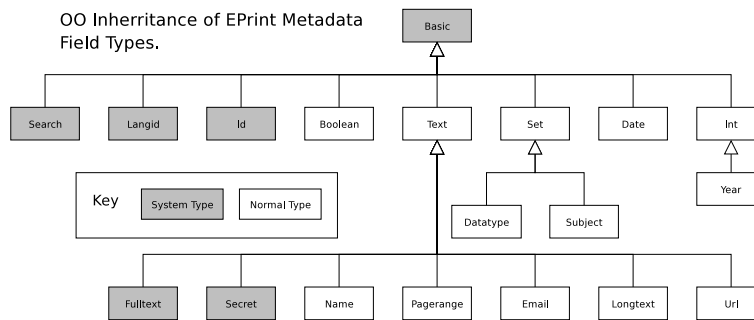 OO Inherritance of EPrint Metadata
Field Types.
Basic
Search Langid Id Boolean Text Set Date Int
Key System Type Normal Type
Year
Datatype Subject
Fulltext Secret Name Pagerange Email Longtext Url